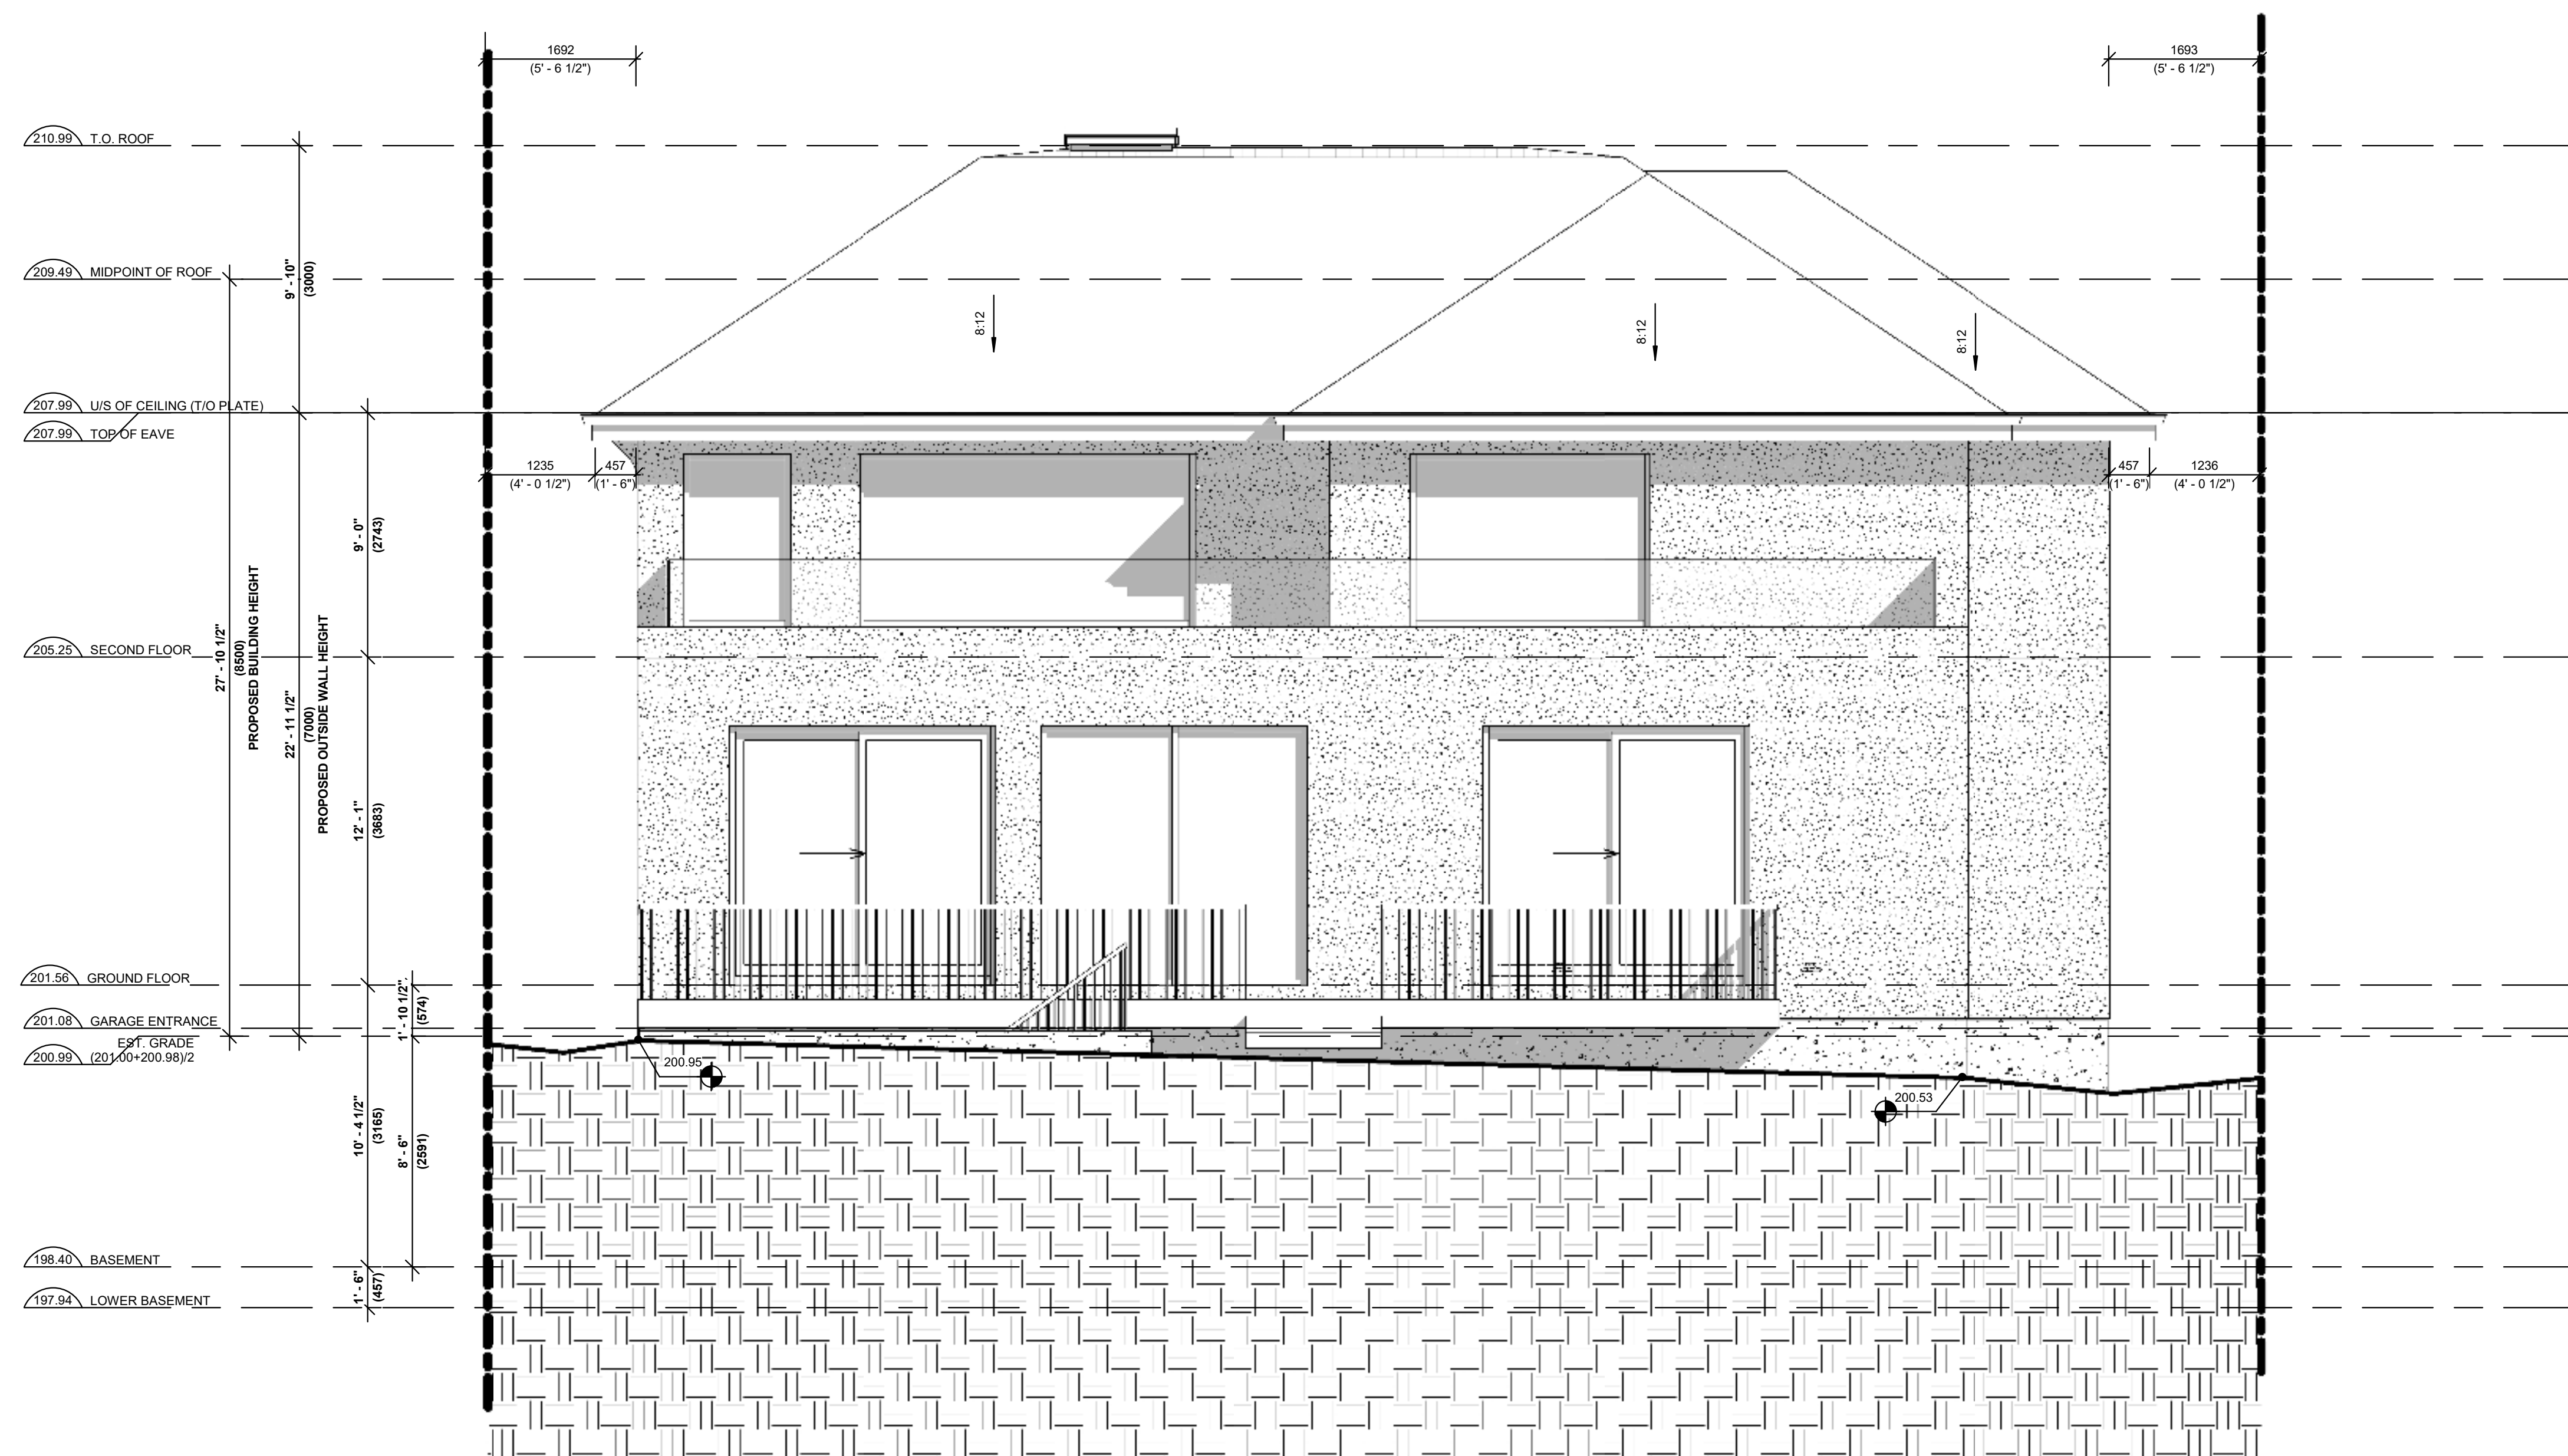 1692
(5' - 6 1/2")
1693
(5' - 6 1/2")
210.99 T.O. ROOF
209.49 MIDPOINT OF ROOF
9' - 10"
(3000)
8:12
8:12
8:12
207.99 U/S OF CEILING (T/O PLATE)
207.99 TOP OF EAVE
1235
(4' - 0 1/2")
457
(1' - 6")
457
(1' - 6")
1236
(4' - 0 1/2")
9' - 0"
(2743)
205.25 SECOND FLOOR
27' - 10 1/2"
(8500)
PROPOSED BUILDING HEIGHT
22' - 11 1/2"
(7000)
PROPOSED OUTSIDE WALL HEIGHT
12' - 1"
(3683)
201.56 GROUND FLOOR
1' - 10 1/2"
(574)
201.08 GARAGE ENTRANCE
EST. GRADE
200.99 (201.00+200.98)/2
200.95
200.53
10' - 4 1/2"
(3165)
8' - 6"
(2591)
198.40 BASEMENT
1' - 6"
(457)
197.94 LOWER BASEMENT